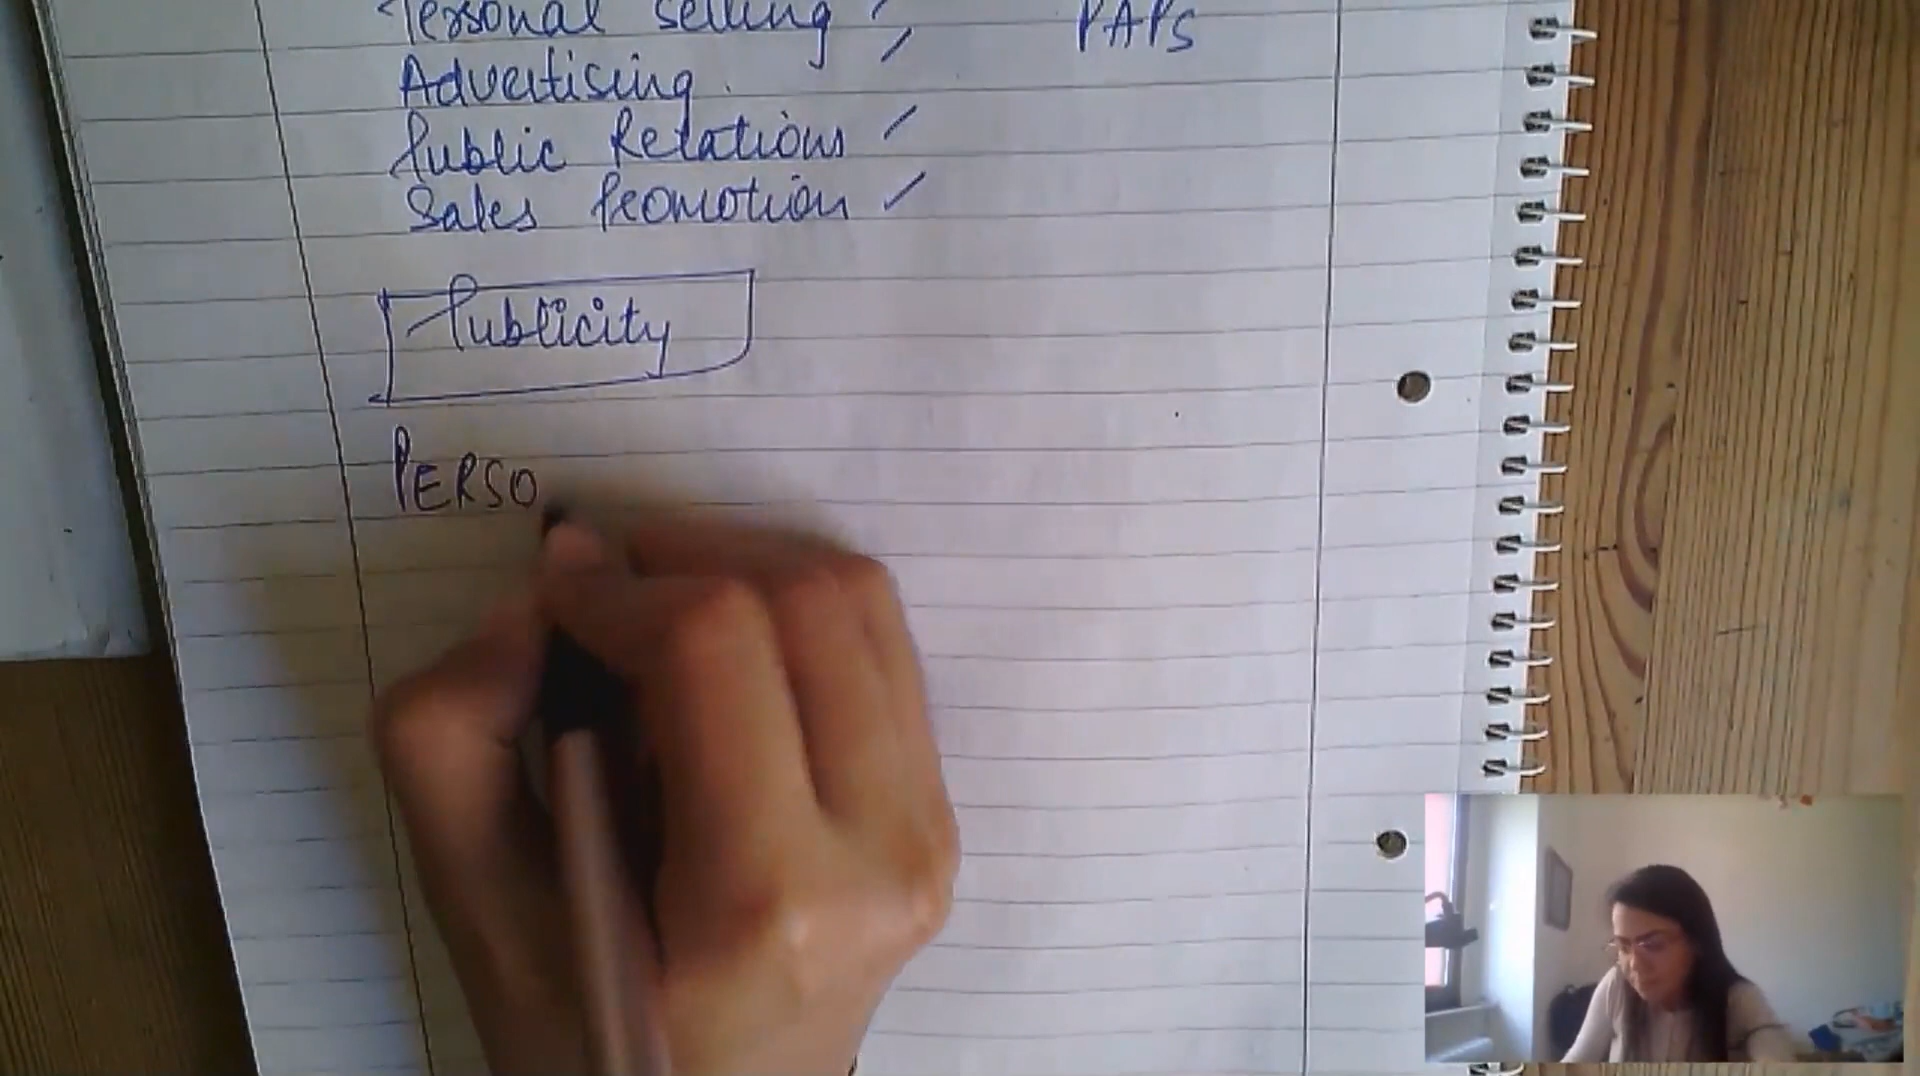 Personal Selling
PAPS
Advertising.
Public Relations
Sales Promotion
Publicity
PERSO